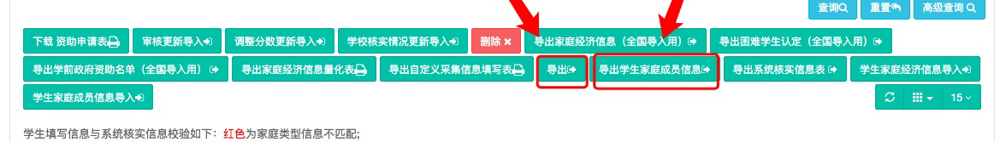 查询 重置 高级查询
下载 资助申请表 审核更新导入 调整分数更新导入 学校核实情况更新导入 删除 导出家庭经济信息（全国导入用） 导出困难学生认定（全国导入用）
导出学前政府资助名单（全国导入用） 导出家庭经济信息量化表 导出自定义采集信息填写表 导出 导出学生家庭成员信息 导出系统核实信息表 学生家庭经济信息导入
学生家庭成员信息导入 15
学生填写信息与系统核实信息校验如下：红色为家庭类型信息不匹配;